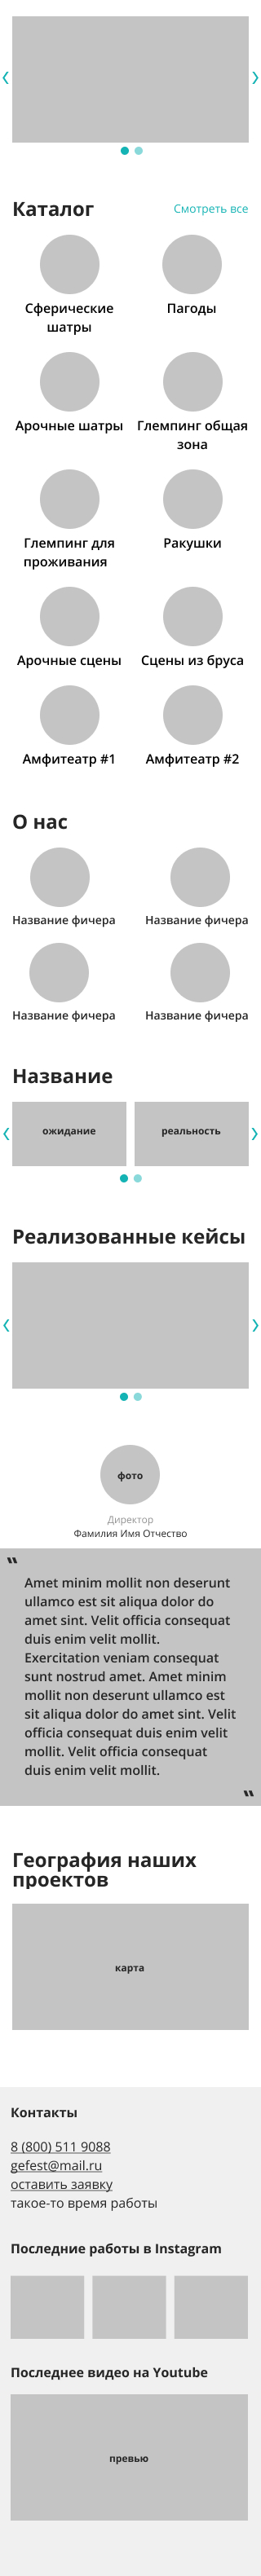 Каталог
Смотреть все
Сферические
шатры
Пагоды
Арочные шатры
Глемпинг общая
зона
Глемпинг для
проживания
Ракушки
Арочные сцены
Сцены из бруса
Амфитеатр #1
Амфитеатр #2
О нас
Название фичера
Название фичера
Название фичера
Название фичера
Название
ожидание
реальность
Реализованные кейсы
фото
Директор
Фамилия Имя Отчество
"
Amet minim mollit non deserunt
ullamco est sit aliqua dolor do
amet sint. Velit officia consequat
duis enim velit mollit.
Exercitation veniam consequat
sunt nostrud amet. Amet minim
mollit non deserunt ullamco est
sit aliqua dolor do amet sint. Velit
officia consequat duis enim velit
mollit. Velit officia consequat
duis enim velit mollit.
"
География наших
проектов
карта
Контакты
8 (800) 511 9088
gefest@mail.ru
оставить заявку
такое-то время работы
Последние работы в Instagram
Последнее видео на Youtube
превью